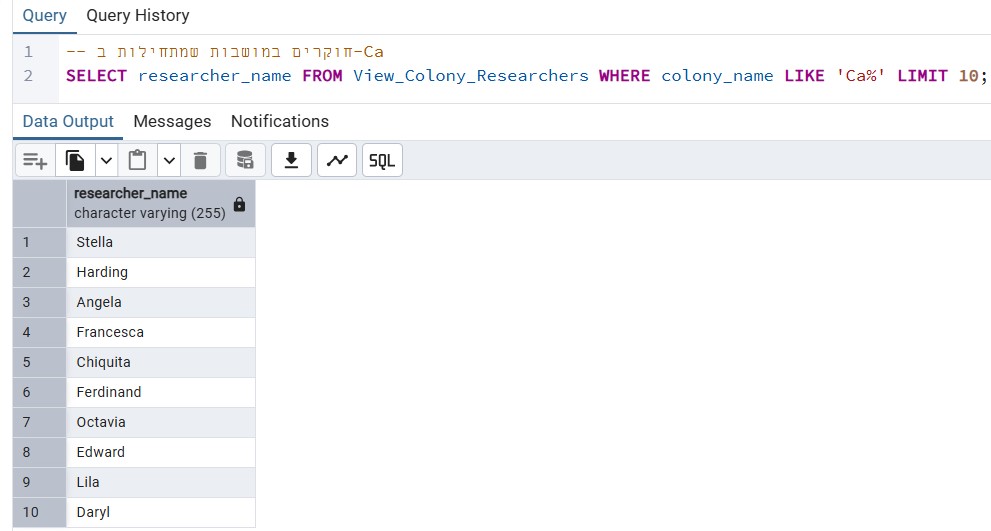 Query Query History
1 -- חוקרים במושבות שמתחילות ב-Ca
2 SELECT researcher_name FROM View_Colony_Researchers WHERE colony_name LIKE 'Ca%' LIMIT 10;
Data Output Messages Notifications
SQL
researcher_name
character varying (255)
1 Stella
2 Harding
3 Angela
4 Francesca
5 Chiquita
6 Ferdinand
7 Octavia
8 Edward
9 Lila
10 Daryl